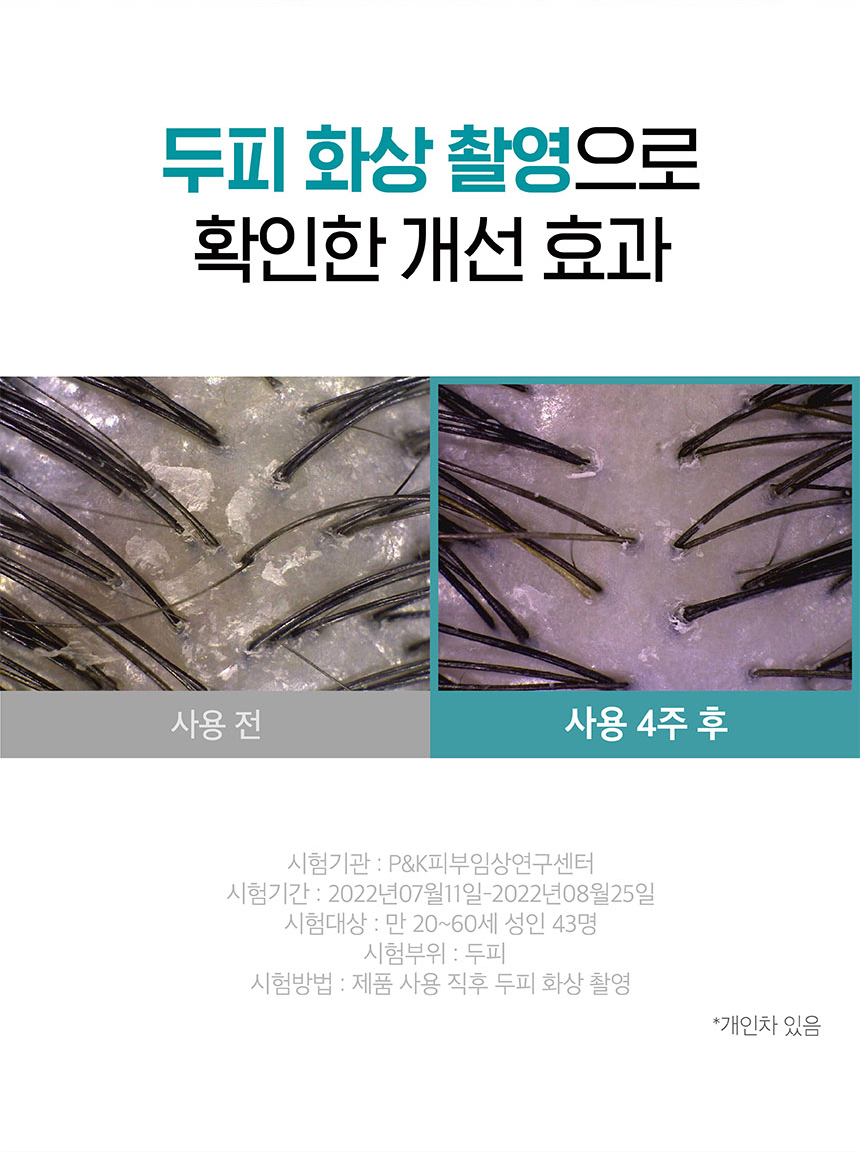 두피 화상 촬영으로
확인한 개선 효과
사용 전
사용 4주 후
시험기관 : P&K피부임상연구센터
시험기간 : 2022년07월11일-2022년08월25일
시험대상 : 만 20~60세 성인 43명
시험부위 : 두피
시험방법 : 제품 사용 직후 두피 화상 촬영
*개인차 있음